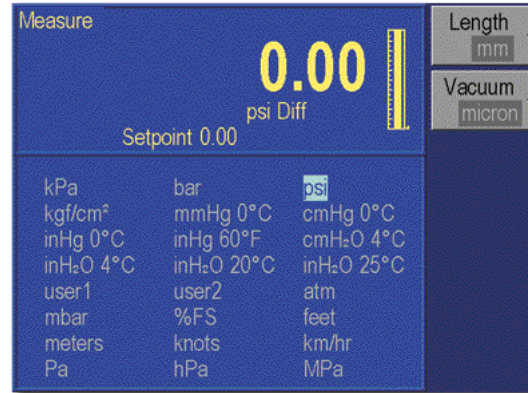 Measure
0.00
psi Diff
Setpoint 0.00
Length
mm
Vacuum
micron
kPa bar psi
kgf/cm² mmHg 0°C cmHg 0°C
inHg 0°C inHg 60°F cmH₂O 4°C
inH₂O 4°C inH₂O 20°C inH₂O 25°C
user1 user2 atm
mbar %FS feet
meters knots km/hr
Pa hPa MPa